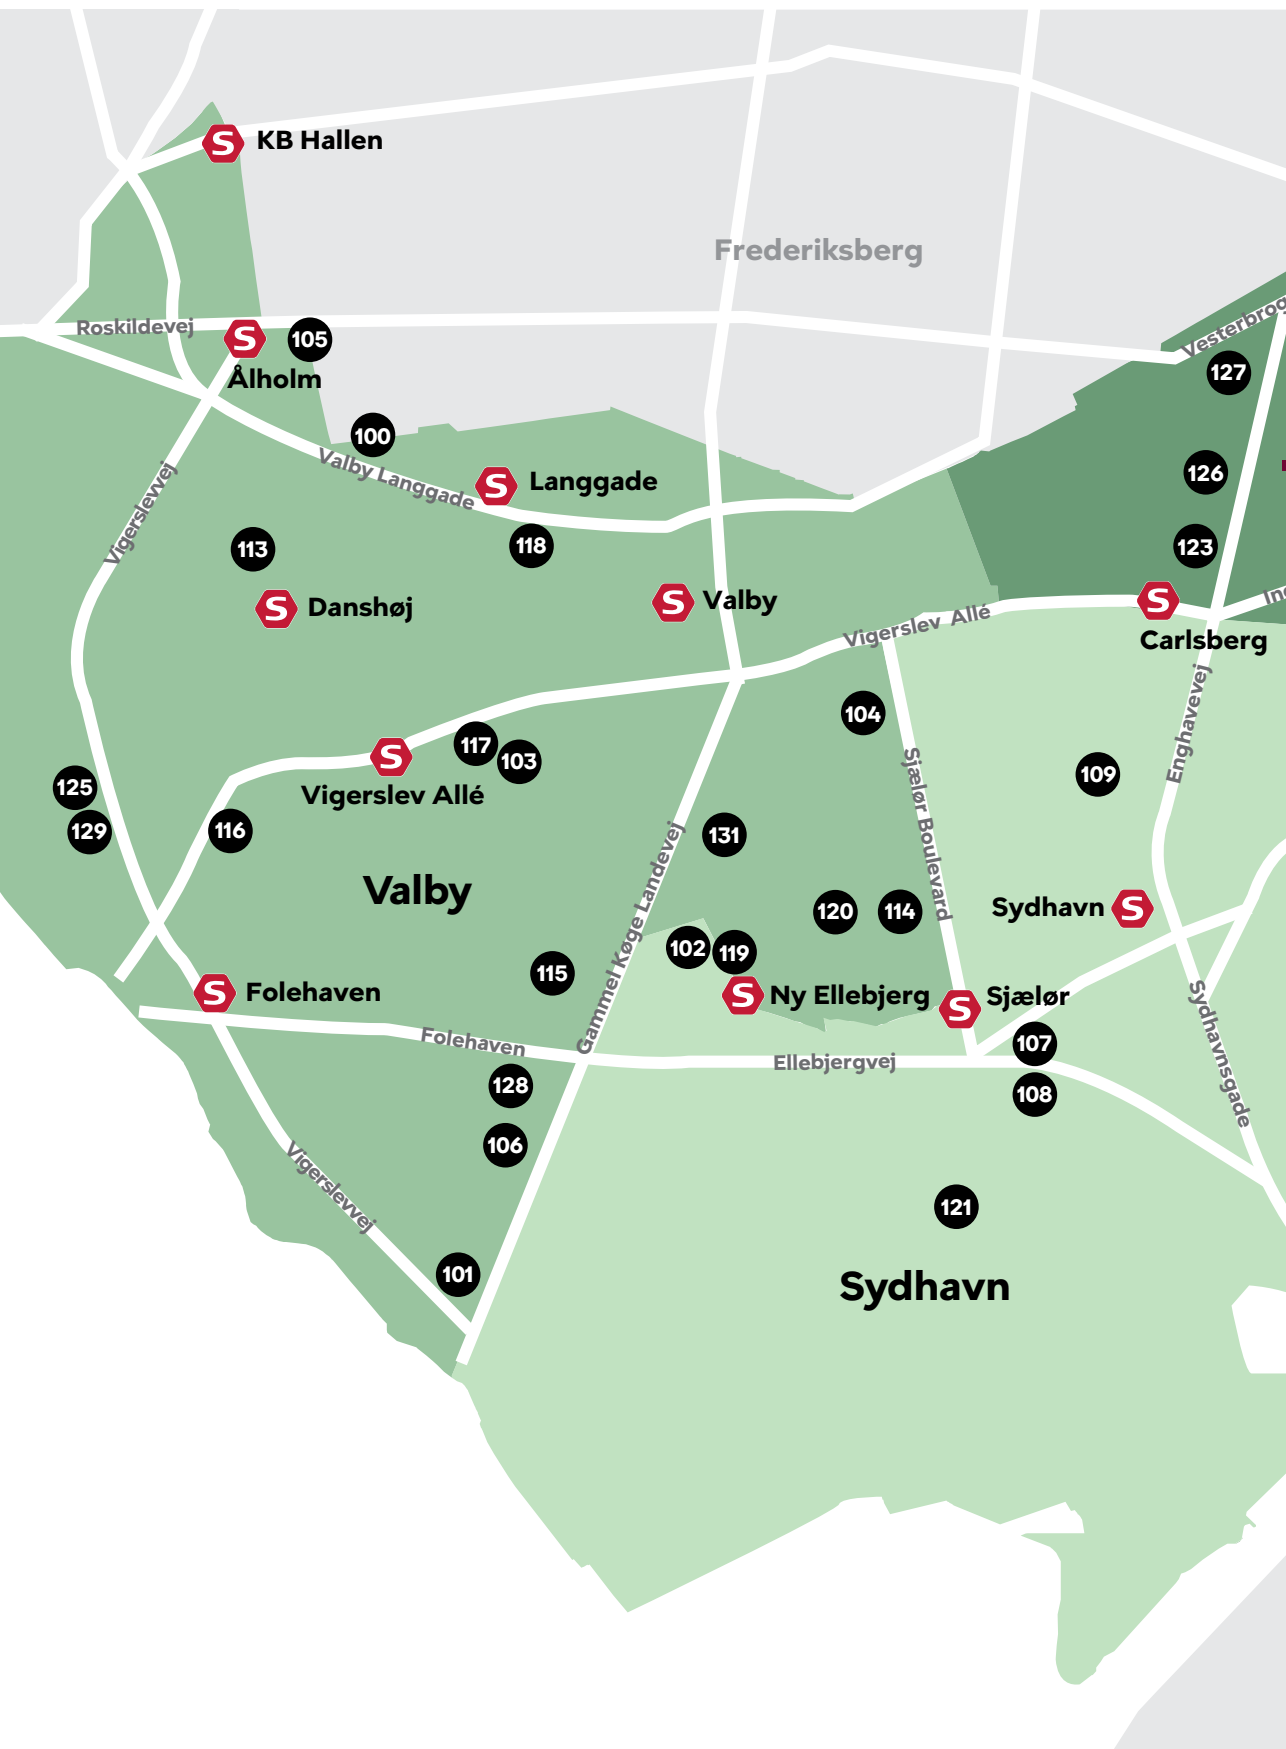 S KB Hallen
Frederiksberg
Roskildevej
S
105
Ålholm
Vesterbrog
127
100
Valby Langgade
S Langgade
Vigerslevvej
126
113
118
123
S Danshøj
S Valby
S
Carlsberg
Vigerslev Allé
Enghavevej
104
117
103
S
Vigerslev Allé
Sjælør Boulevard
109
125
129
116
131
Valby
Gammel Køge Landevej
120
114
Sydhavn S
102
119
115
S Folehaven
S Ny Ellebjerg
S Sjælør
Sydhavnsgade
Folehaven
Ellebjergvej
107
128
108
106
Vigerslevvej
121
101
Sydhavn